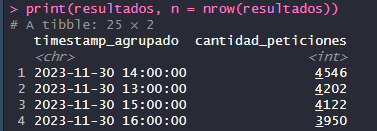 > print(resultados, n = nrow(resultados))
# A tibble: 25 × 2
timestamp_agrupado cantidad_peticiones
<chr> <int>
1 2023-11-30 14:00:00 4546
2 2023-11-30 13:00:00 4202
3 2023-11-30 15:00:00 4122
4 2023-11-30 16:00:00 3950